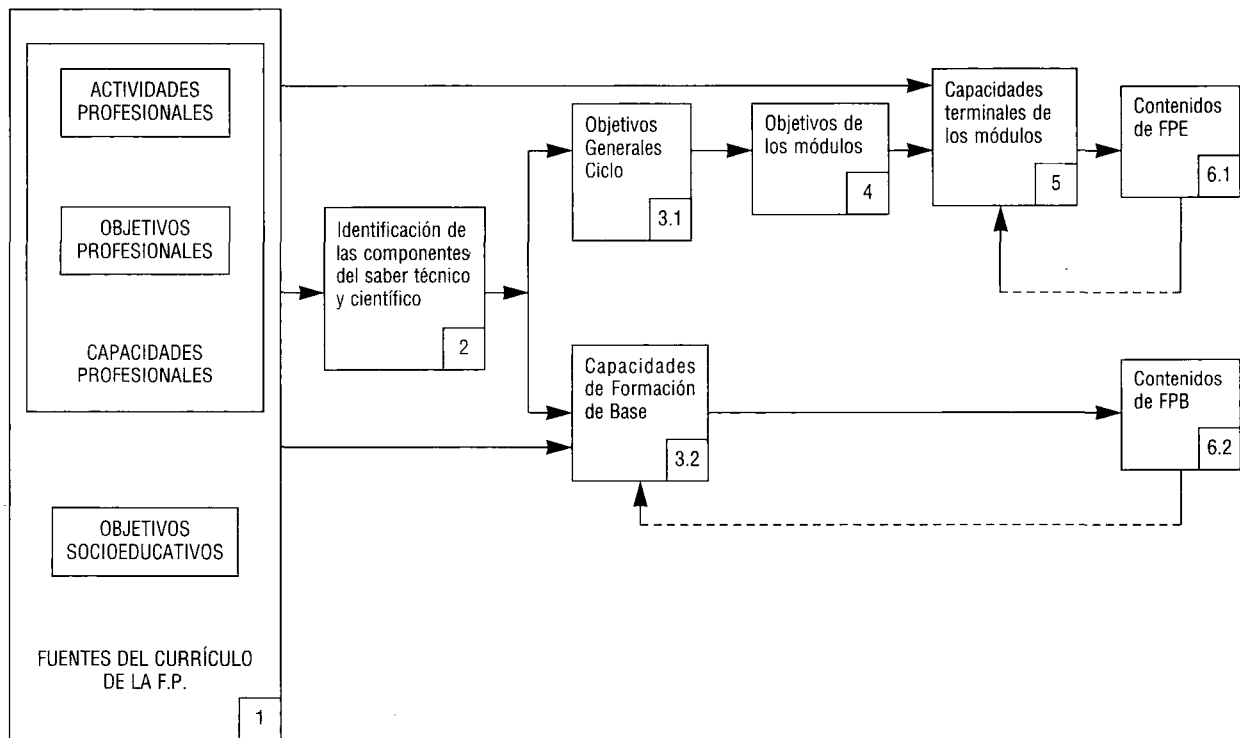 ACTIVIDADES
PROFESIONALES
OBJETIVOS
PROFESIONALES
CAPACIDADES
PROFESIONALES
OBJETIVOS
SOCIOEDUCATIVOS
FUENTES DEL CURRÍCULO
DE LA F.P.
1
Identificación de
las componentes
del saber técnico
y científico
2
Objetivos
Generales
Ciclo
3.1
Objetivos de
los módulos
4
Capacidades
terminales de
los módulos
5
Contenidos
de FPE
6.1
Capacidades
de Formación
de Base
3.2
Contenidos
de FPB
6.2